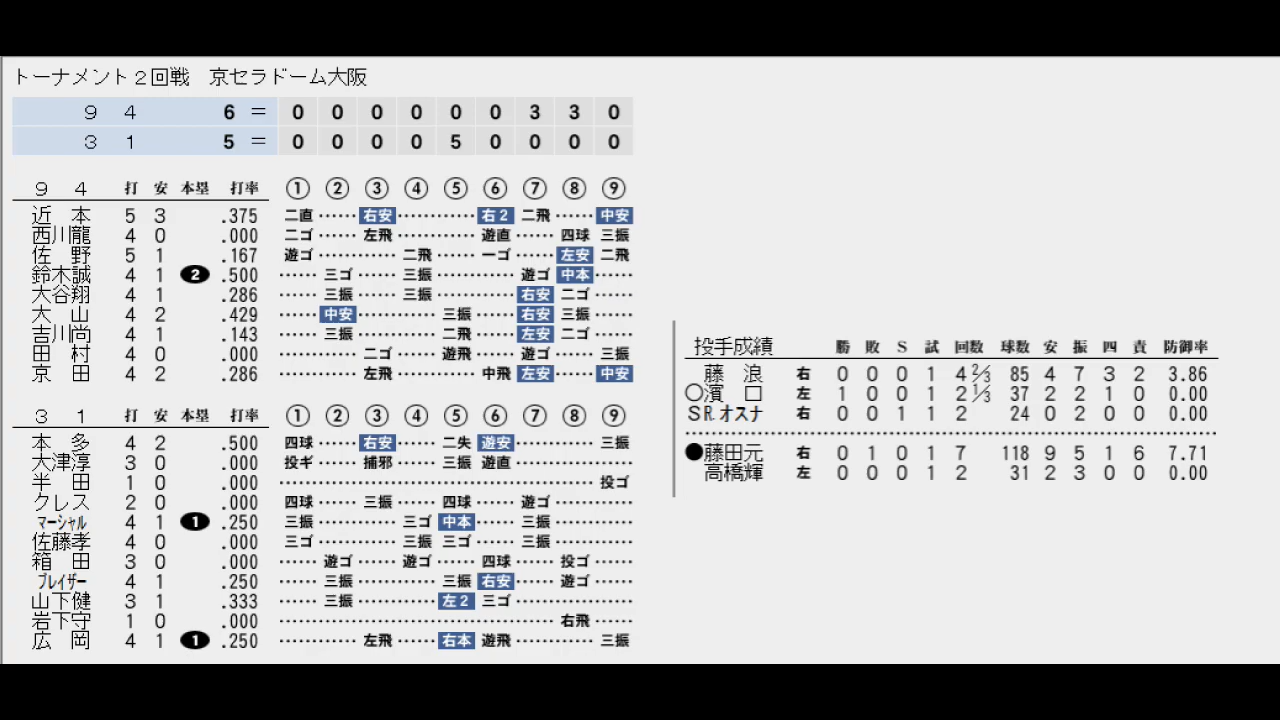 トーナメント２回戦　京セラドーム大阪
９４ 6 = 0 0 0 0 0 0 3 3 0
３１ 5 = 0 0 0 0 5 0 0 0 0
９４ 打 安 本塁 打率 ① ② ③ ④ ⑤ ⑥ ⑦ ⑧ ⑨
近本 5 3 .375 二直 …… 右安 ………… 右２ 二飛 …… 中安
西川龍 4 0 .000 二ゴ …… 左飛 ………… 遊直 …… 四球 三振
佐野 5 1 .167 遊ゴ ………… 二飛 …… 一ゴ …… 左安 二飛
鈴木誠 4 1 ❷ .500 …… 三ゴ …… 三振 ………… 遊ゴ 中本 ……
大谷翔 4 1 .286 …… 三振 …… 三振 ………… 右安 二ゴ ……
大山 4 2 .429 …… 中安 ………… 三振 …… 右安 三振 ……
吉川尚 4 1 .143 …… 三振 ………… 二飛 …… 左安 二ゴ ……
田村 4 0 .000 ………… 二ゴ …… 遊飛 …… 遊ゴ …… 三振
京田 4 2 .286 ………… 左飛 ………… 中飛 左安 …… 中安
３１ 打 安 本塁 打率 ① ② ③ ④ ⑤ ⑥ ⑦ ⑧ ⑨
本多 4 2 .500 四球 …… 右安 …… 二失 遊安 ………… 三振
大津淳 3 0 .000 投ギ …… 捕邪 …… 三振 遊直 ………………
半田 1 0 .000 ……………………………………………… 投ゴ
クレス 2 0 .000 四球 …… 三振 …… 四球 …… 遊ゴ …………
マーシャル 4 1 ❶ .250 三振 ………… 三ゴ 中本 …… 三振 …………
佐藤孝 4 0 .000 三ゴ ………… 三振 三ゴ …… 三振 …………
箱田 3 0 .000 …… 遊ゴ …… 遊ゴ …… 四球 …… 投ゴ ……
ブレイザー 4 1 .250 …… 三振 ………… 三振 右安 …… 遊ゴ ……
山下健 3 1 .333 …… 三振 ………… 左２ 三ゴ ………………
岩下守 1 0 .000 ………………………………………… 右飛 ……
広岡 4 1 ❶ .250 ………… 左飛 …… 右本 遊飛 ………… 三振
投手成績 勝 敗 S 試 回数 球数 安 振 四 責 防御率
藤浪 右 0 0 0 1 4 2/3 85 4 7 3 2 3.86
○濱口 左 1 0 0 1 2 1/3 37 2 2 1 0 0.00
ＳＲ.オスナ 右 0 0 1 1 2 24 0 2 0 0 0.00
●藤田元 右 0 1 0 1 7 118 9 5 1 6 7.71
高橋輝 左 0 0 0 1 2 31 2 3 0 0 0.00